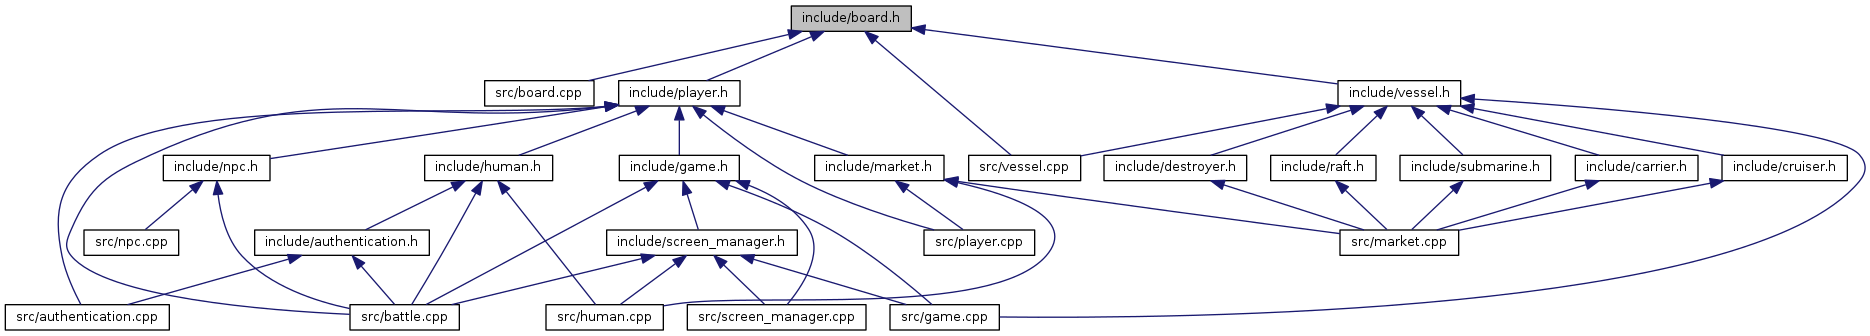 include/board.h
src/board.cpp
include/player.h
include/vessel.h
include/npc.h
include/human.h
include/game.h
include/market.h
src/vessel.cpp
include/destroyer.h
include/raft.h
include/submarine.h
include/carrier.h
include/cruiser.h
src/npc.cpp
include/authentication.h
include/screen_manager.h
src/player.cpp
src/market.cpp
src/authentication.cpp
src/battle.cpp
src/human.cpp
src/screen_manager.cpp
src/game.cpp